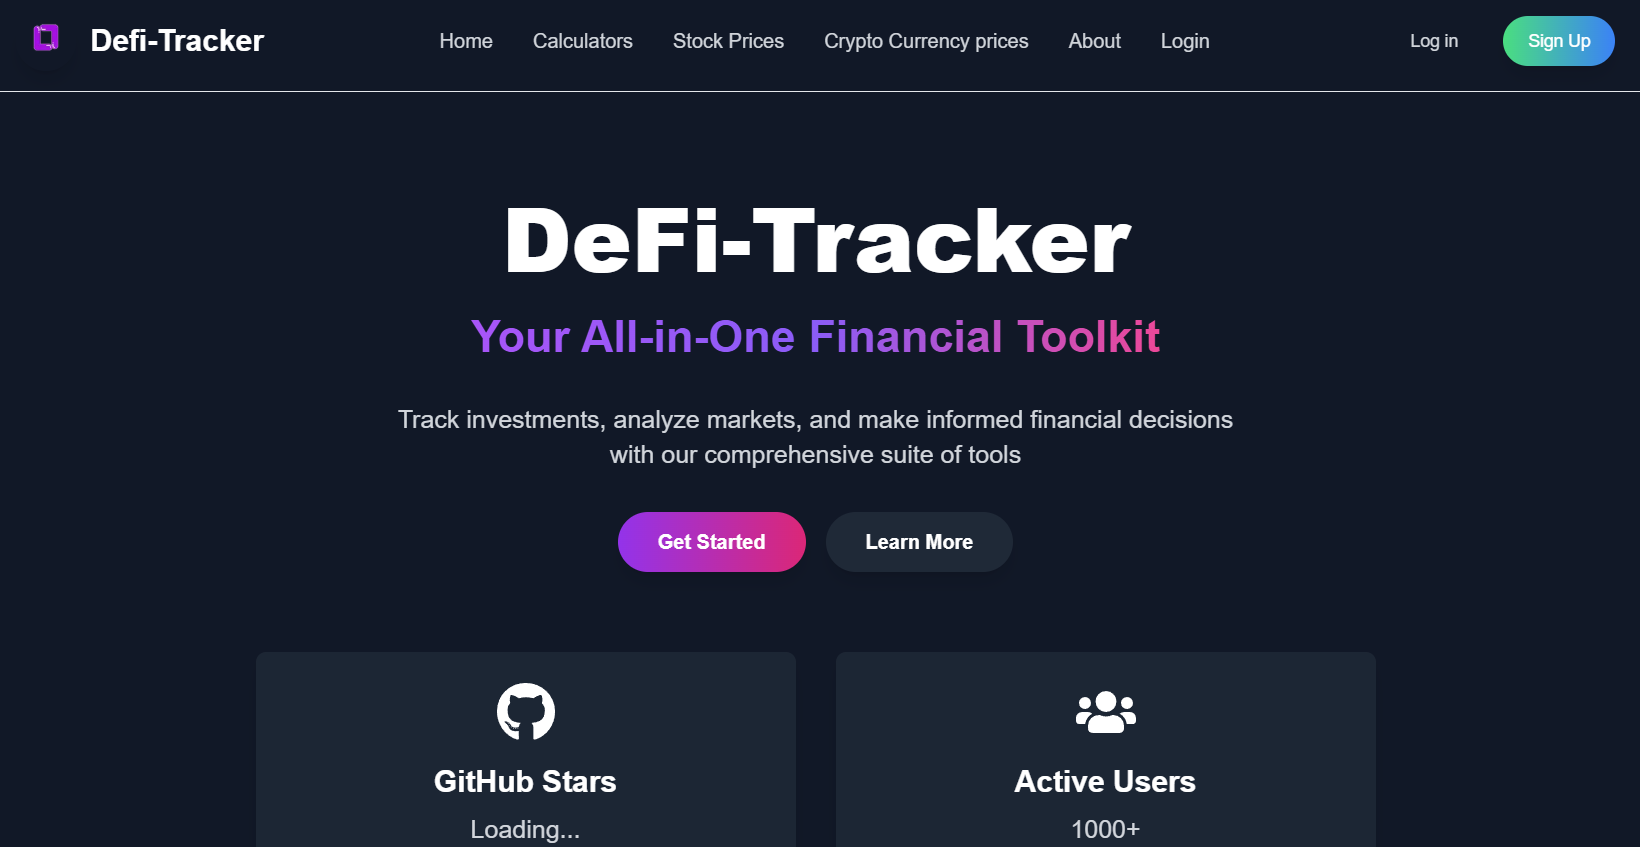 Defi-Tracker
Home Calculators Stock Prices Crypto Currency prices About Login
Log in Sign Up
DeFi-Tracker
Your All-in-One Financial Toolkit
Track investments, analyze markets, and make informed financial decisions
with our comprehensive suite of tools
Get Started Learn More
GitHub Stars
Loading...
Active Users
1000+